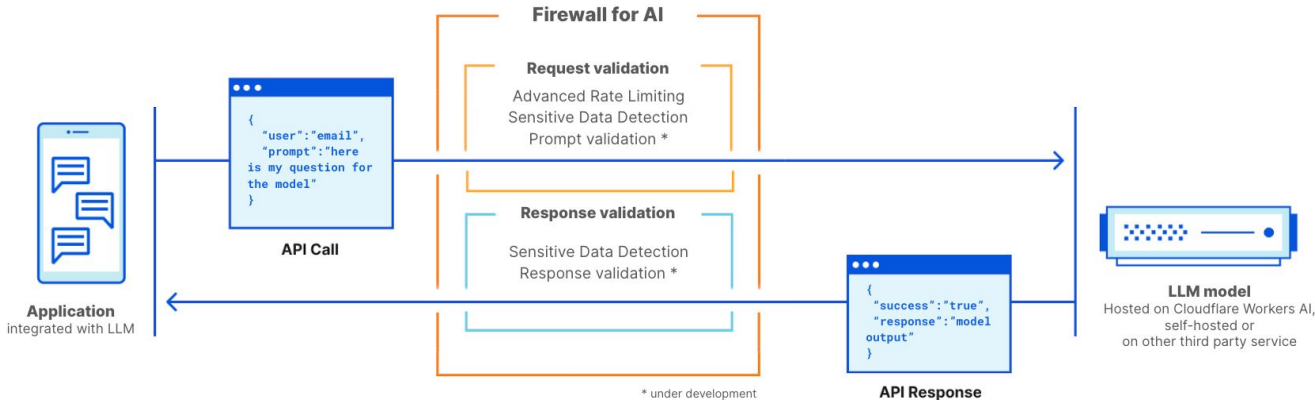 Firewall for AI
Request validation
Advanced Rate Limiting
Sensitive Data Detection
Prompt validation *
{
"user":"email",
"prompt":"here
is my question for
the model"
}
API Call
Response validation
Sensitive Data Detection
Response validation *
{
"success":"true",
"response":"model
output"
}
API Response
Application
integrated with LLM
LLM model
Hosted on Cloudflare Workers AI,
self-hosted or
on other third party service
* under development